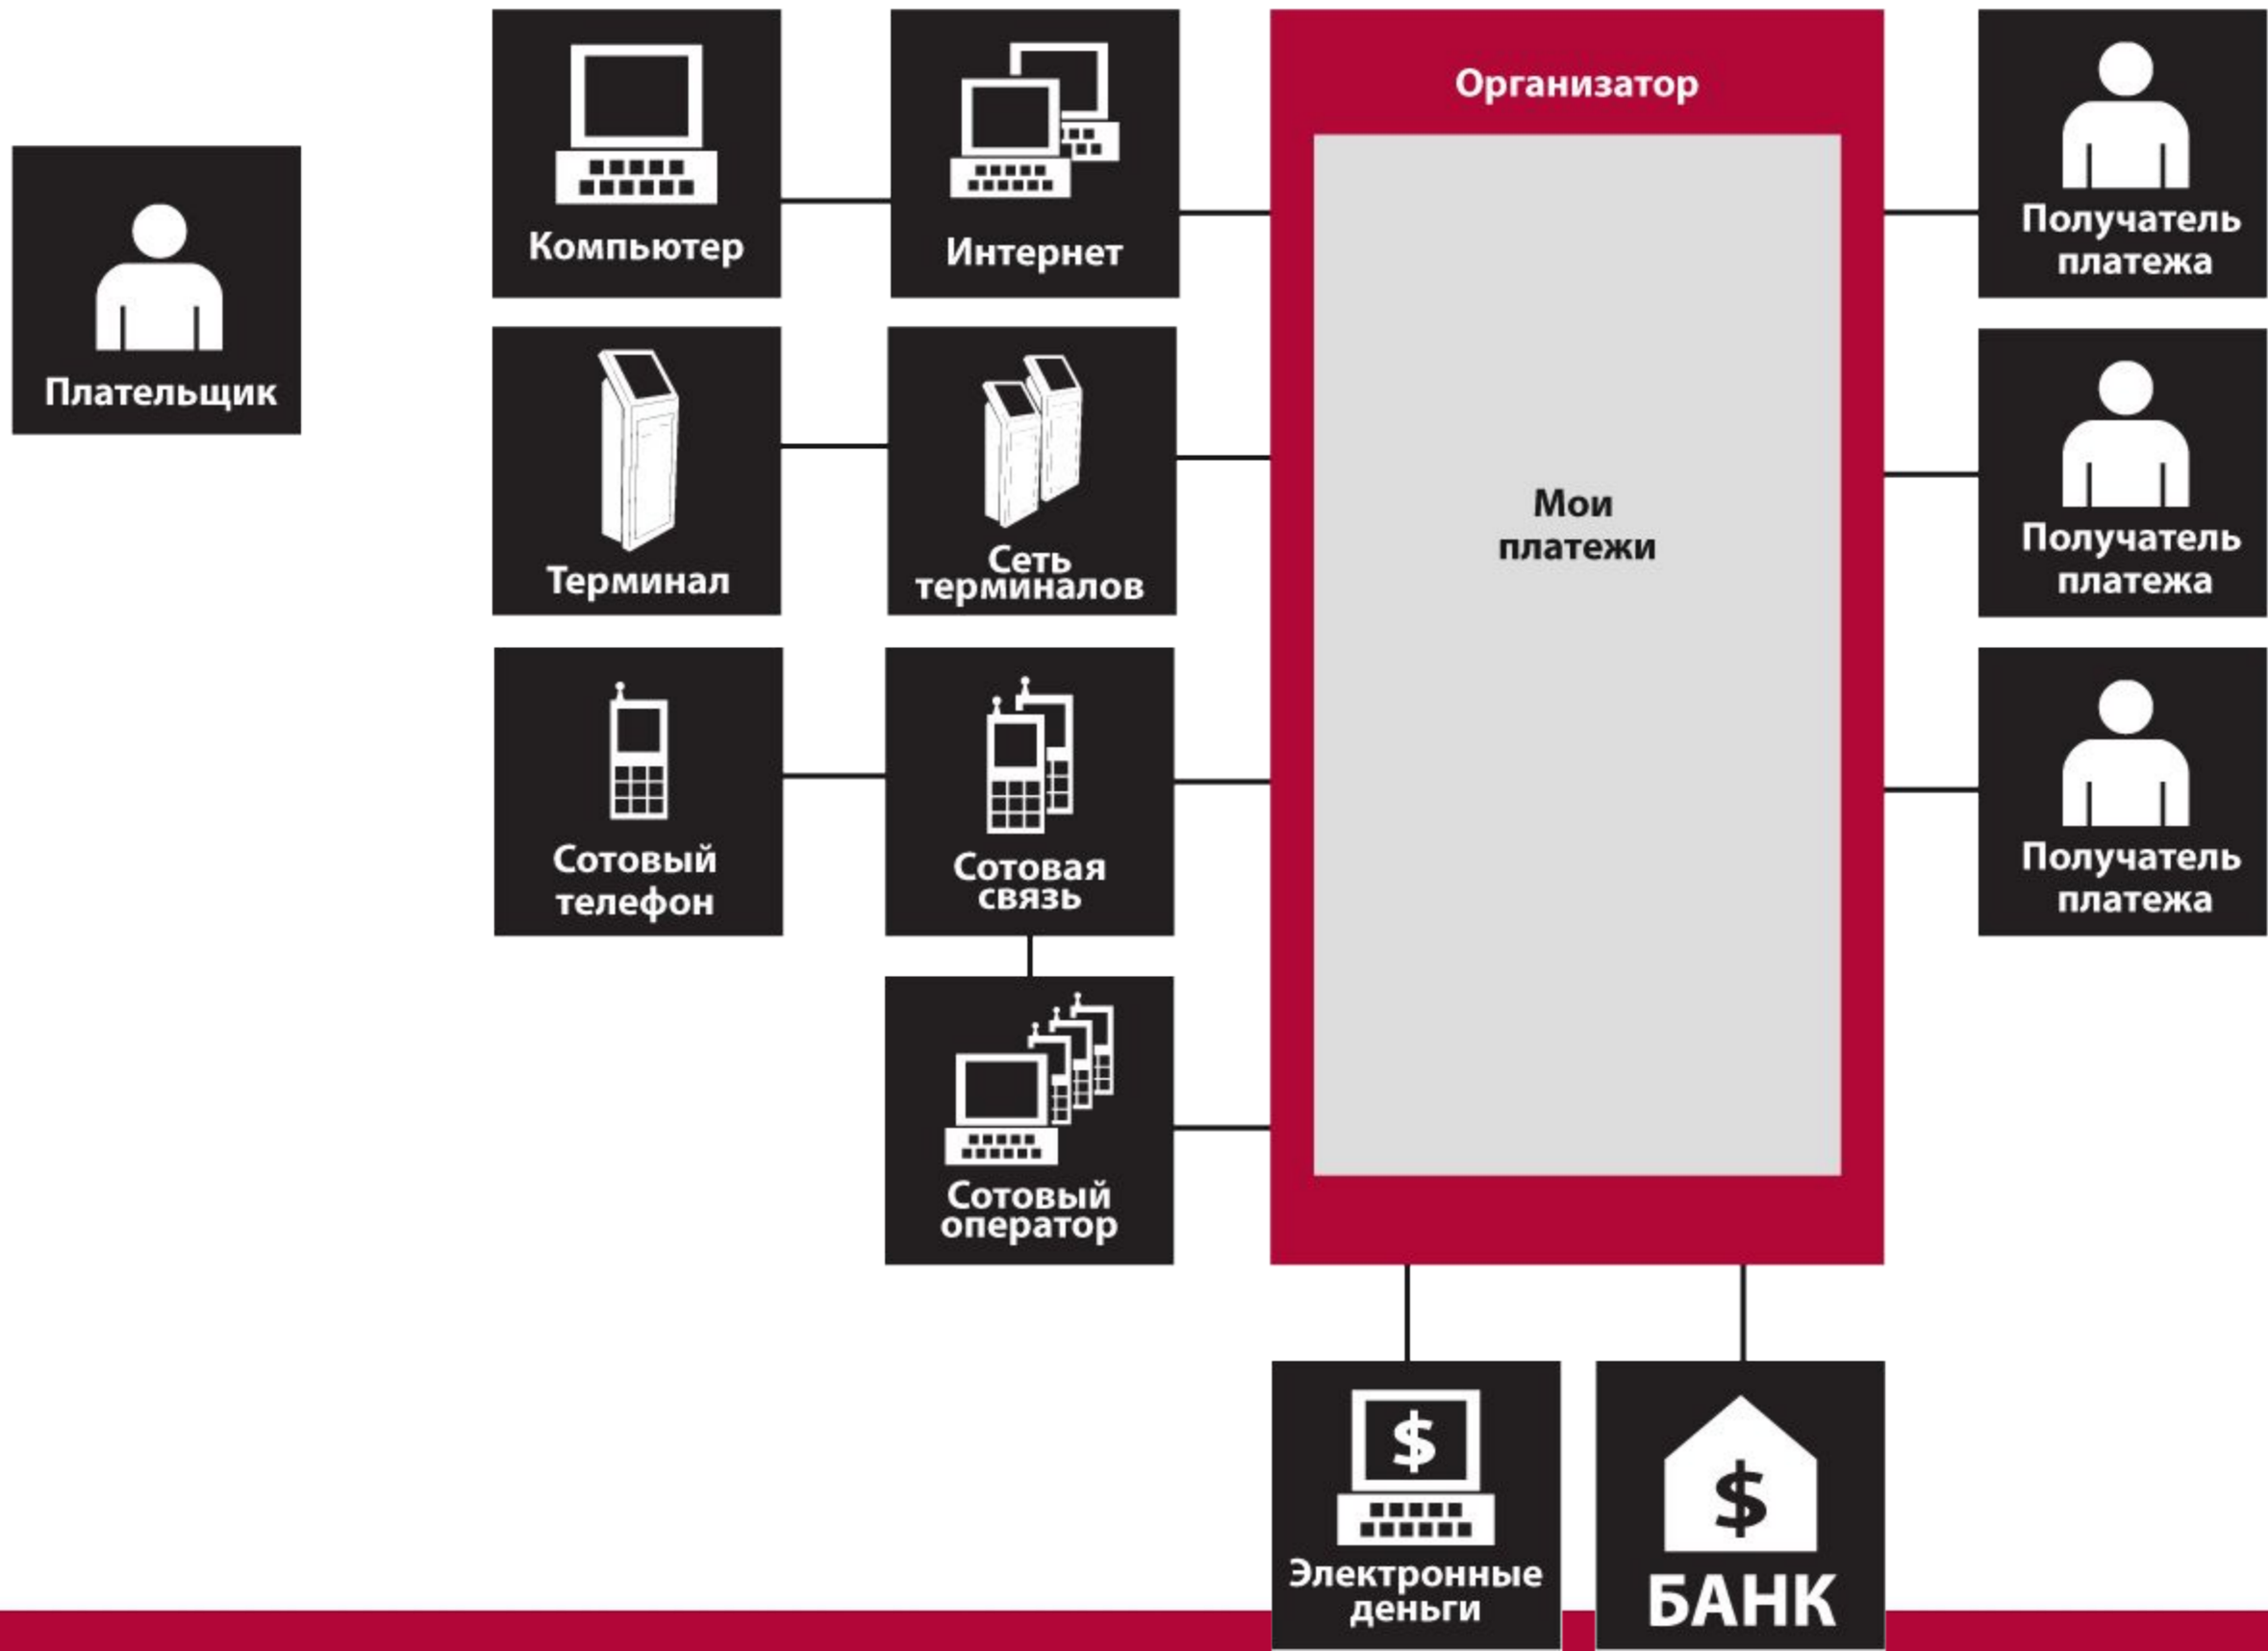 Плательщик
Компьютер
Интернет
Организатор
Получатель
платежа
Терминал
Сеть
терминалов
Мои
платежи
Получатель
платежа
Сотовый
телефон
Сотовая
связь
Получатель
платежа
Сотовый
оператор
$
Электронные
деньги
$
БАНК